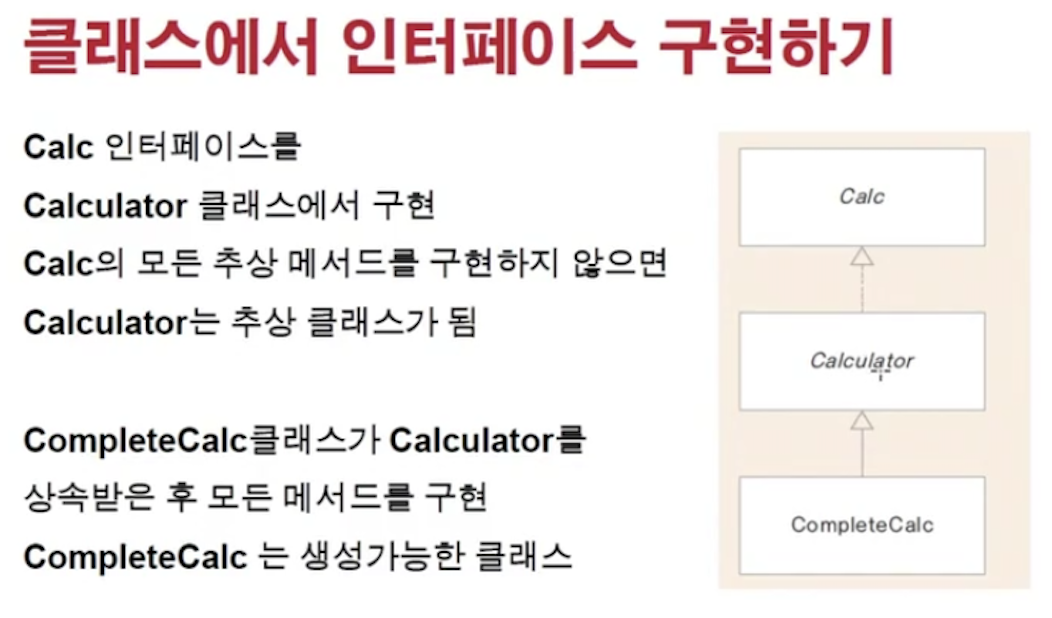 클래스에서 인터페이스 구현하기
Calc 인터페이스를
Calculator 클래스에서 구현
Calc의 모든 추상 메서드를 구현하지 않으면
Calculator는 추상 클래스가 됨
CompleteCalc클래스가 Calculator를
상속받은 후 모든 메서드를 구현
CompleteCalc 는 생성가능한 클래스
Calc
Calculator
CompleteCalc